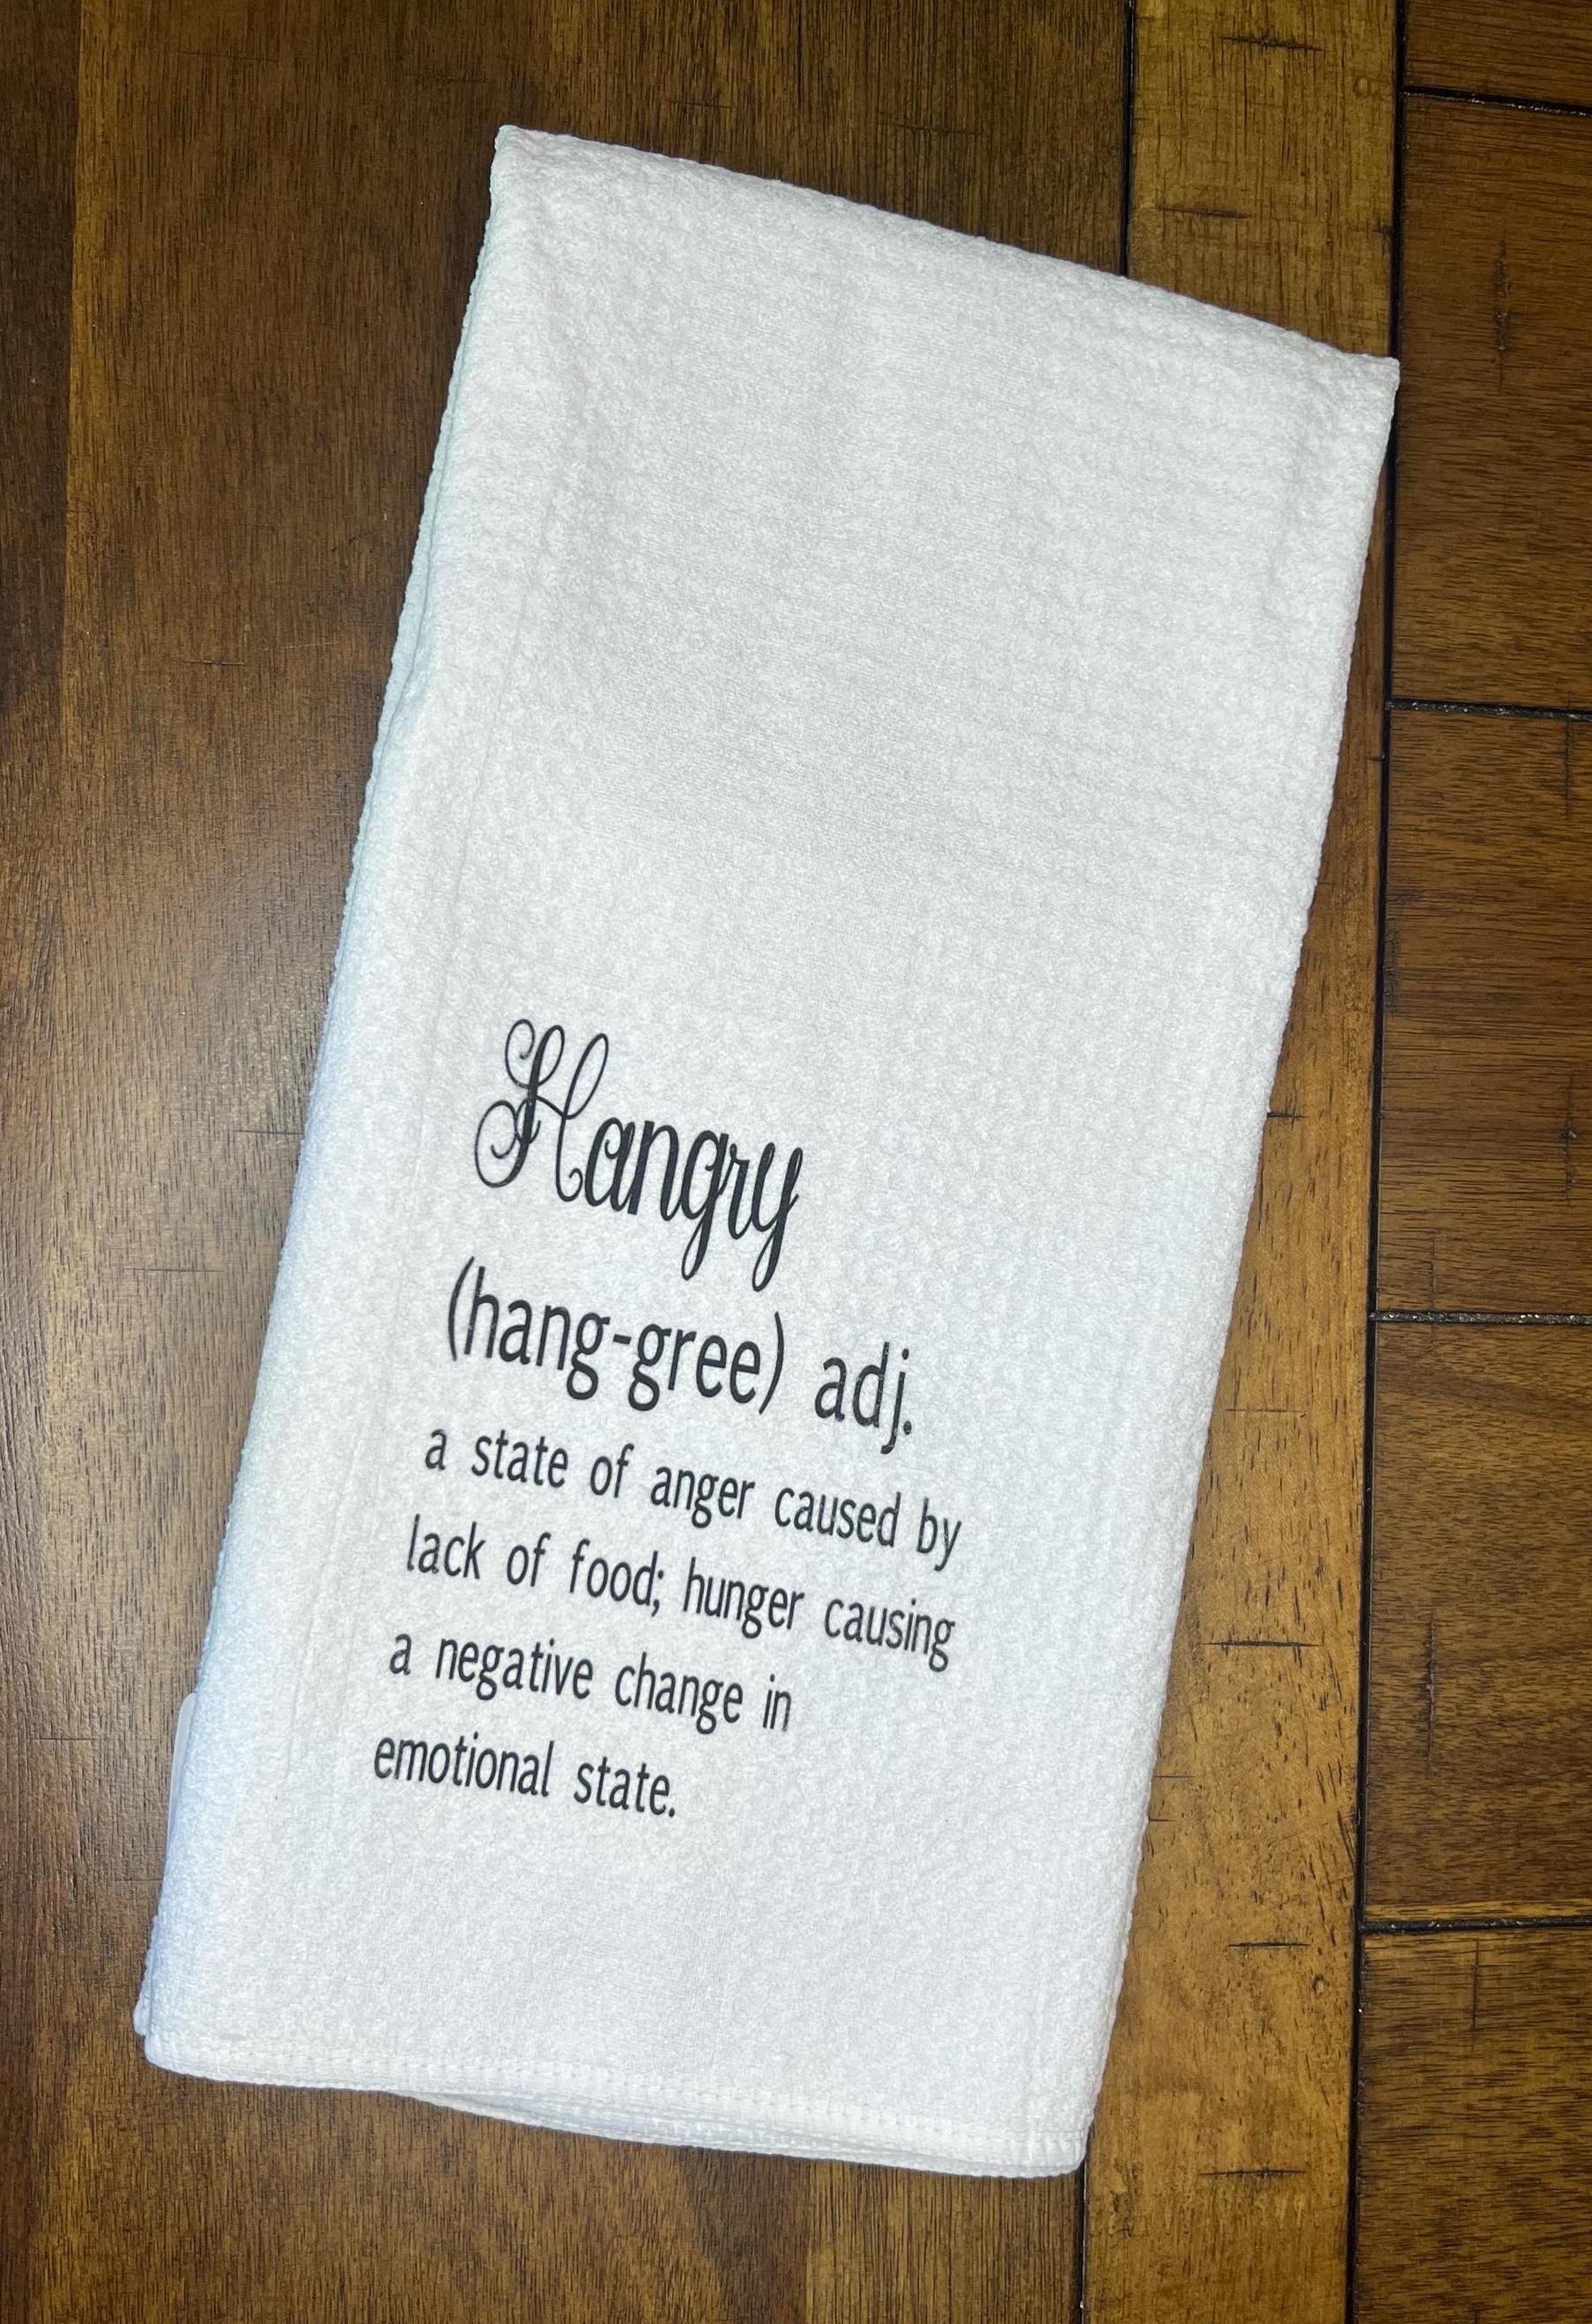 Hangry
(hang-gree) adj.
a state of anger caused by
lack of food; hunger causing
a negative change in
emotional state.